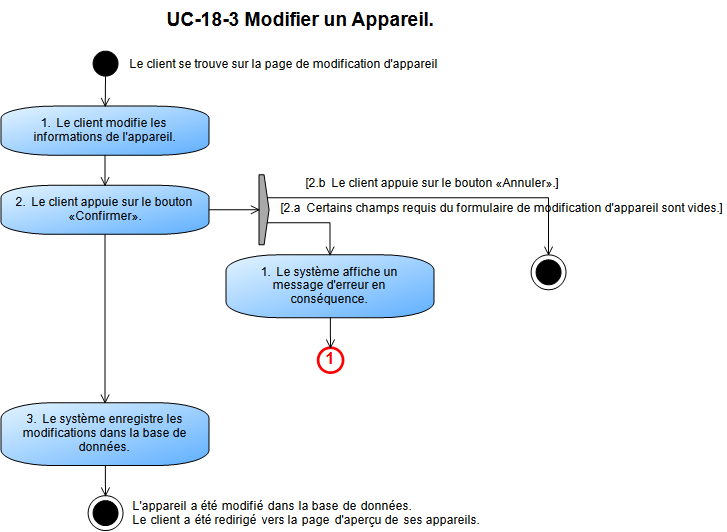 UC-18-3 Modifier un Appareil.
Le client se trouve sur la page de modification d'appareil
1. Le client modifie les
informations de l'appareil.
2. Le client appuie sur le bouton
«Confirmer».
[2.b Le client appuie sur le bouton «Annuler».]
[2.a Certains champs requis du formulaire de modification d'appareil sont vides.]
1. Le système affiche un
message d'erreur en
conséquence.
1
3. Le système enregistre les
modifications dans la base de
données.
L'appareil a été modifié dans la base de données.
Le client a été redirigé vers la page d'aperçu de ses appareils.